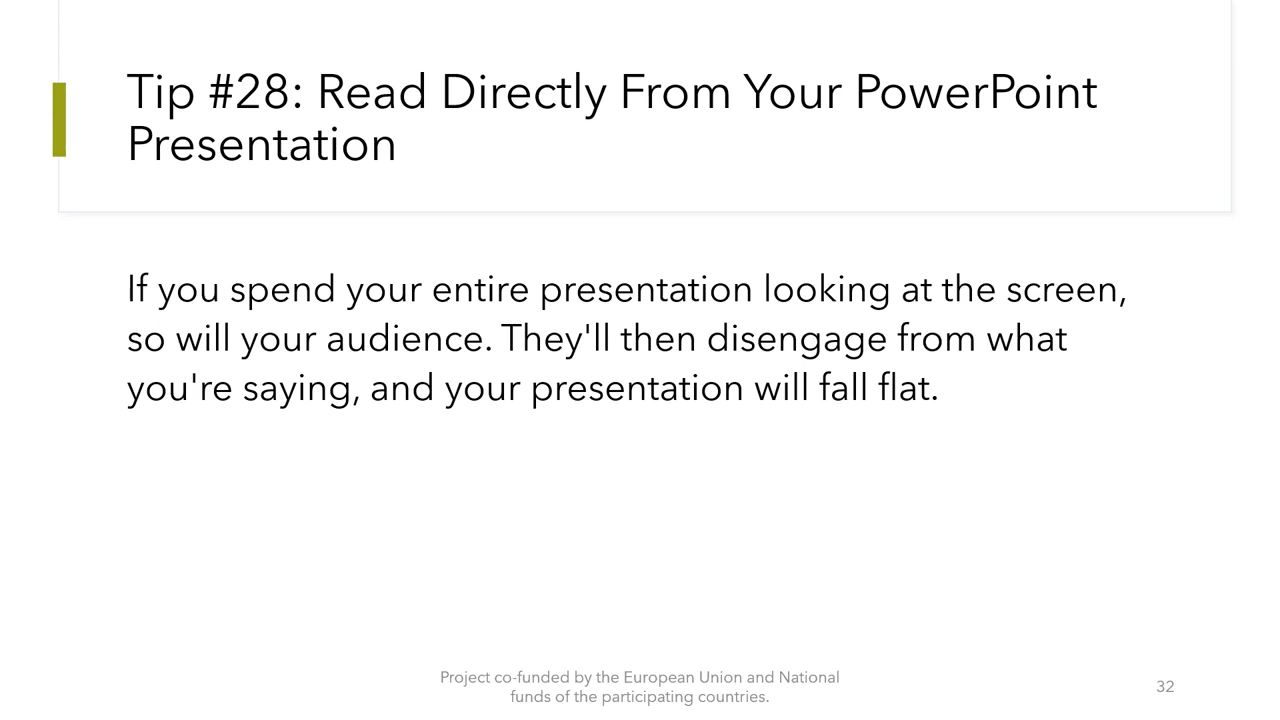 Tip #28: Read Directly From Your PowerPoint
Presentation
If you spend your entire presentation looking at the screen,
so will your audience. They'll then disengage from what
you're saying, and your presentation will fall flat.
Project co-funded by the European Union and National
funds of the participating countries.
32